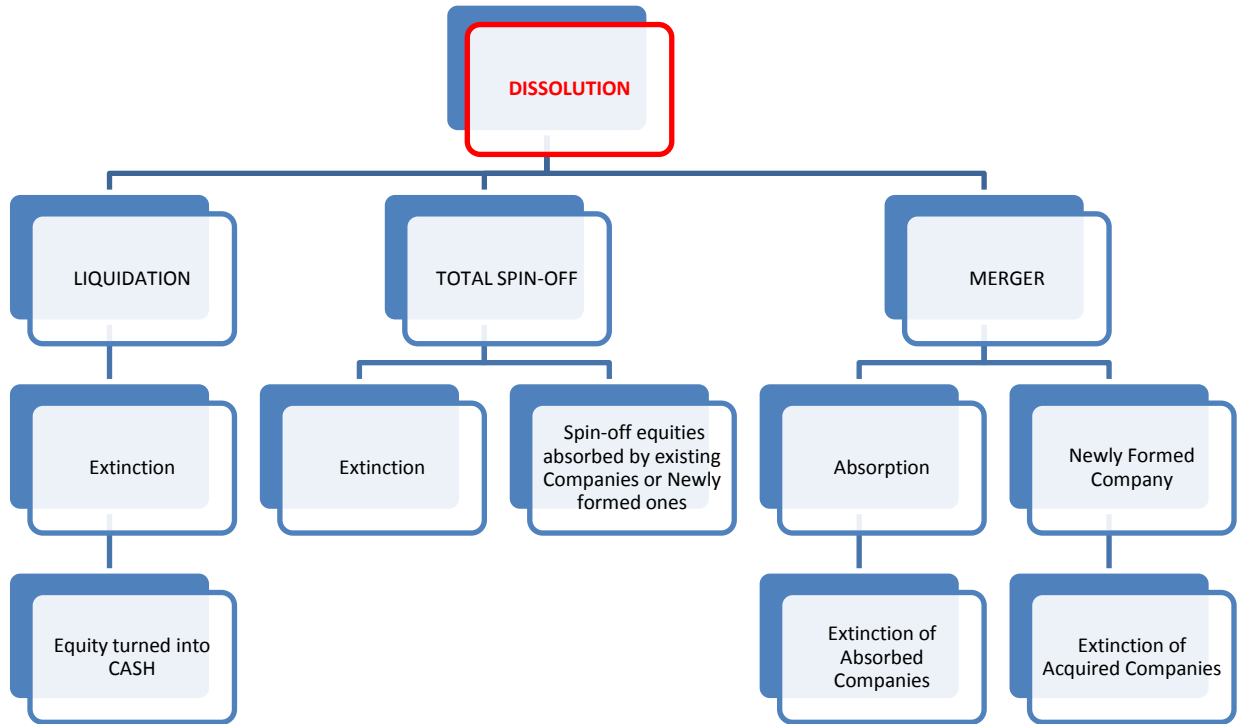 DISSOLUTION
LIQUIDATION
TOTAL SPIN-OFF
MERGER
Extinction
Extinction
Spin-off equities
absorbed by existing
Companies or Newly
formed ones
Absorption
Newly Formed
Company
Equity turned into
CASH
Extinction of
Absorbed
Companies
Extinction of
Acquired Companies